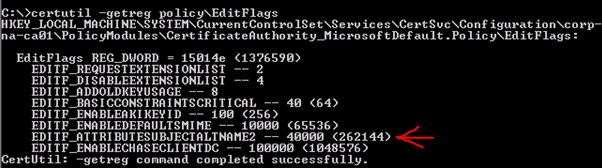 C:\>certutil -getreg policy\EditFlags
HKEY_LOCAL_MACHINE\SYSTEM\CurrentControlSet\Services\CertSvc\Configuration\corp-
na-ca01\PolicyModules\CertificateAuthority_MicrosoftDefault.Policy\EditFlags:
EditFlags REG_DWORD = 15014e (1376590)
EDITF_REQUESTEXTENSIONLIST -- 2
EDITF_DISABLEEXTENSIONLIST -- 4
EDITF_ADDOLDKEYUSAGE -- 8
EDITF_BASICCONSTRAINTSCRITICAL -- 40 (64)
EDITF_ENABLEAKIKEYID -- 100 (256)
EDITF_ENABLEDEFAULTSMIME -- 10000 (65536)
EDITF_ATTRIBUTESUBJECTALTNAME2 -- 40000 (262144)
EDITF_ENABLECHASECLIENTDC -- 100000 (1048576)
CertUtil: -getreg command completed successfully.